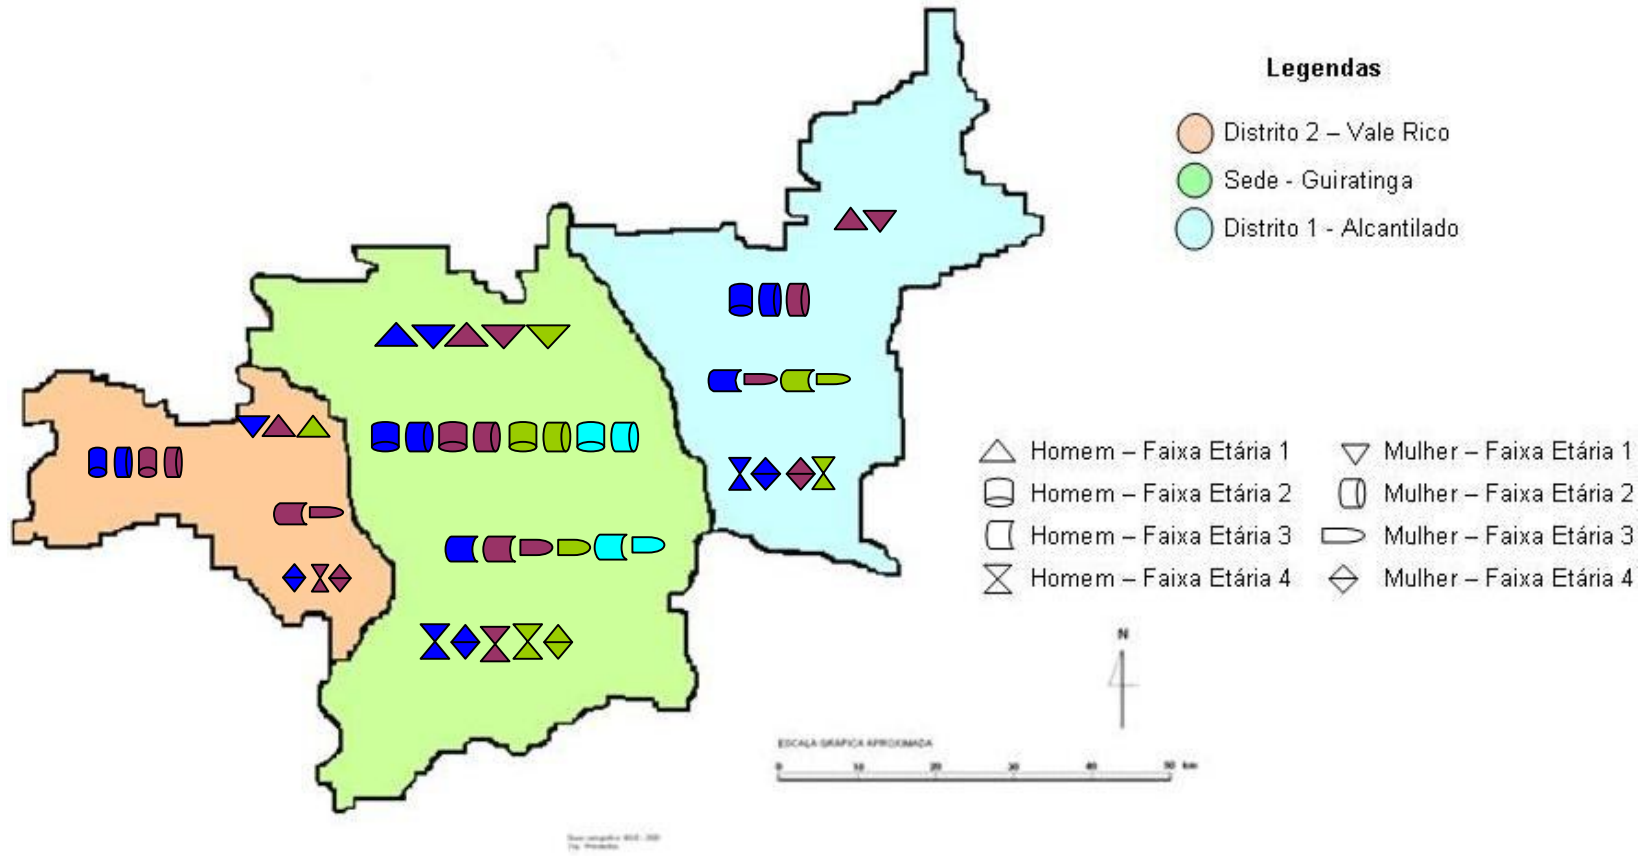 Legendas
Distrito 2 – Vale Rico
Sede - Guiratinga
Distrito 1 - Alcantilado
Homem – Faixa Etária 1
Mulher – Faixa Etária 1
Homem – Faixa Etária 2
Mulher – Faixa Etária 2
Homem – Faixa Etária 3
Mulher – Faixa Etária 3
Homem – Faixa Etária 4
Mulher – Faixa Etária 4
N
ESCALA GRÁFICA APROXIMADA
0 10 20 30 40 50 km